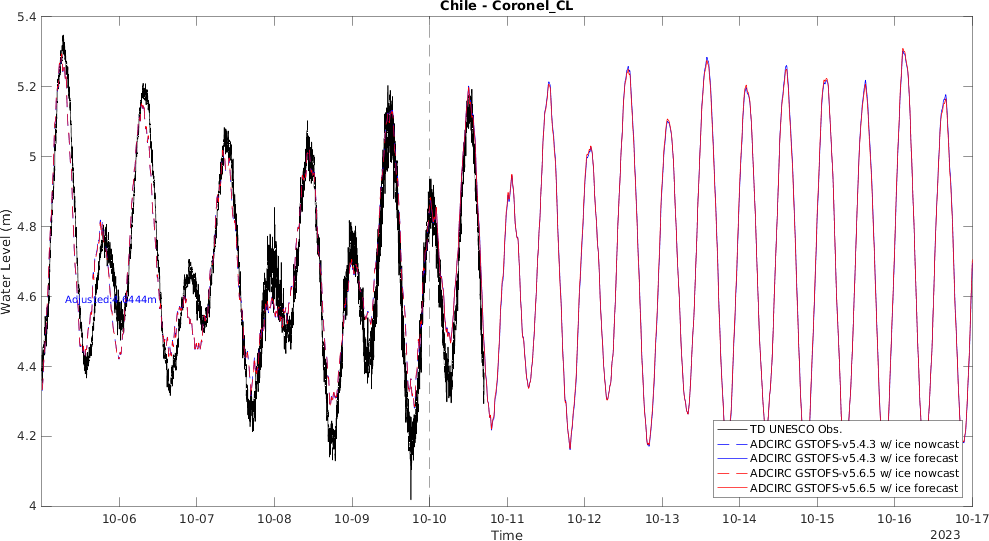 Chile - Coronel_CL
5.4
5.2
5
4.8
4.6
4.4
4.2
4
Water Level (m)
10-06
10-07
10-08
10-09
10-10
10-11
10-12
10-13
10-14
10-15
10-16
10-17
Time
2023
TD UNESCO Obs.
ADCIRC GSTOFS-v5.4.3 w/ ice nowcast
ADCIRC GSTOFS-v5.4.3 w/ ice forecast
ADCIRC GSTOFS-v5.6.5 w/ ice nowcast
ADCIRC GSTOFS-v5.6.5 w/ ice forecast